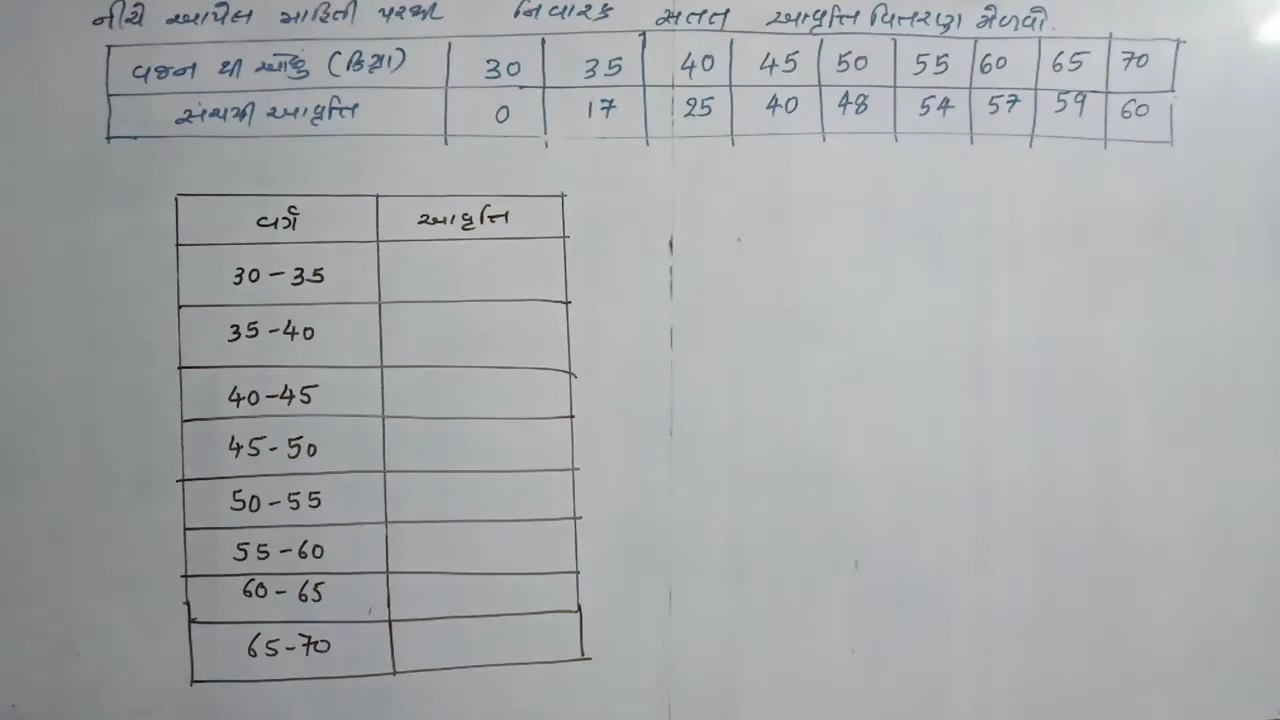 નીચે આપેલ માહિતી પરથી નિવારક સતત આવૃત્તિ વિતરણ મેળવો.
વજન થી ઓછું (કિગ્રા) 30 35 40 45 50 55 60 65 70
સંચયી આવૃત્તિ 0 17 25 40 48 54 57 59 60
વર્ગ આવૃત્તિ
30-35
35-40
40-45
45-50
50-55
55-60
60-65
65-70